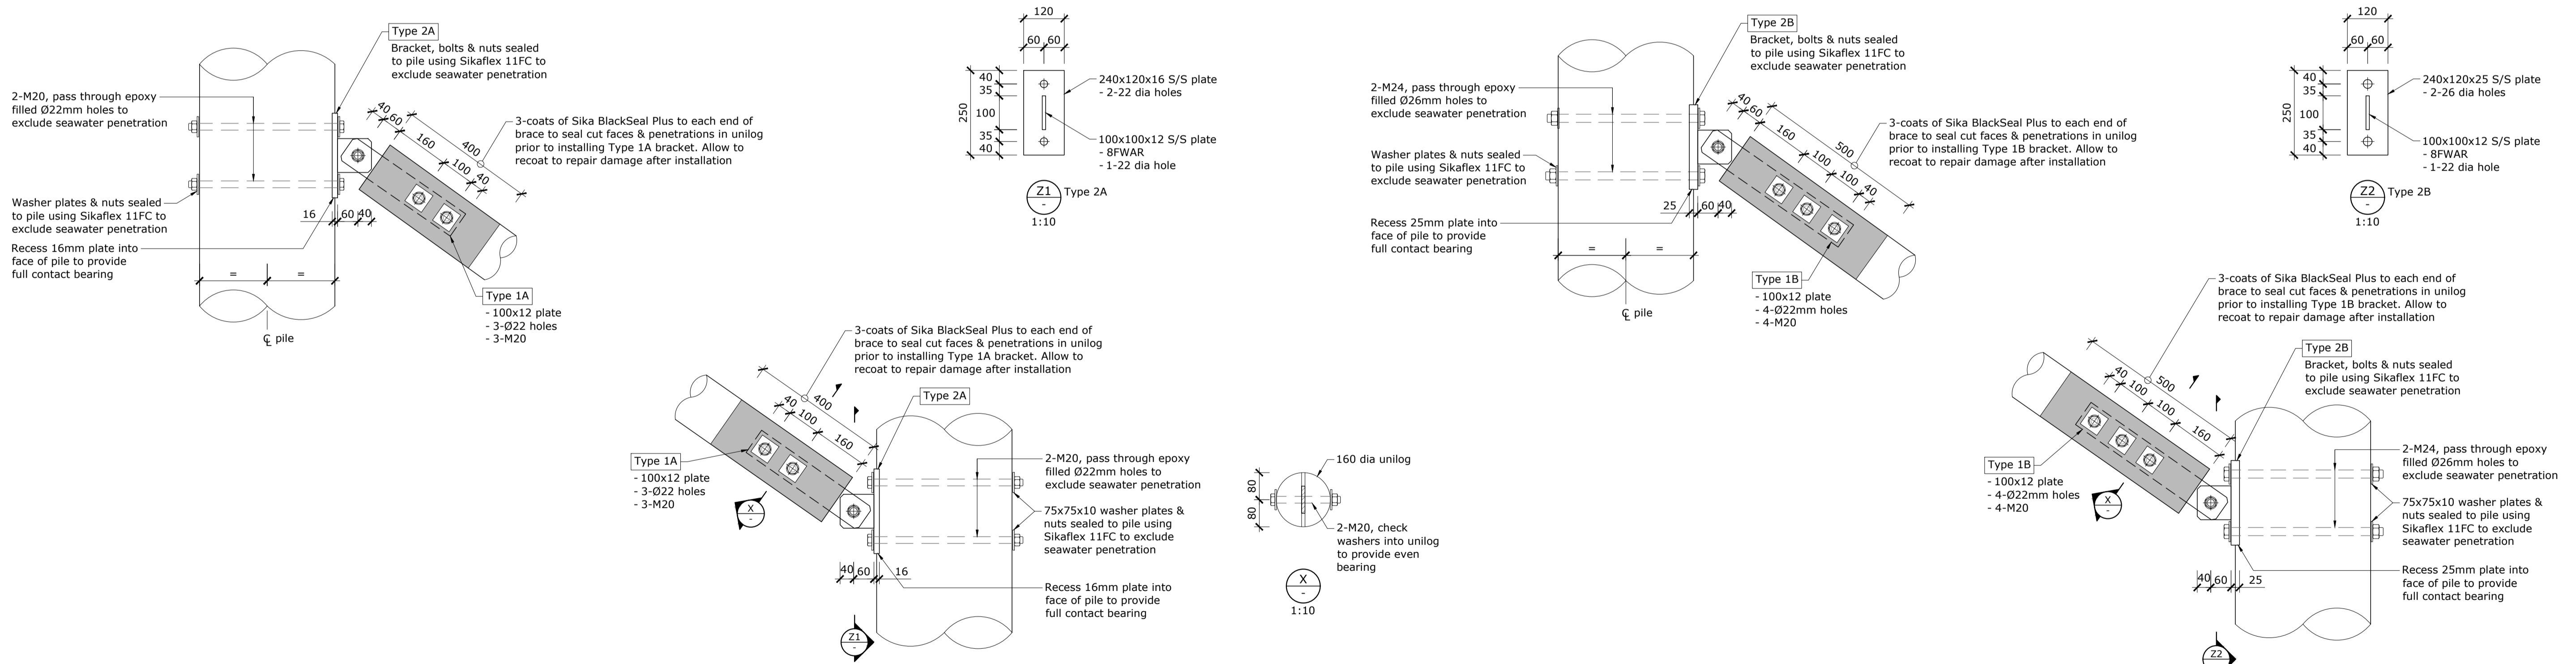 Type 2A
Bracket, bolts & nuts sealed
to pile using Sikaflex 11FC to
exclude seawater penetration
2-M20, pass through epoxy
filled Ø22mm holes to
exclude seawater penetration
Washer plates & nuts sealed
to pile using Sikaflex 11FC to
exclude seawater penetration
Recess 16mm plate into
face of pile to provide
full contact bearing
40
60
160
100
40
400
3-coats of Sika BlackSeal Plus to each end of
brace to seal cut faces & penetrations in unilog
prior to installing Type 1A bracket. Allow to
recoat to repair damage after installation
16
60
40
=
=
℄ pile
Type 1A
- 100x12 plate
- 3-Ø22 holes
- 3-M20
120
60
60
40
35
100
35
40
250
240x120x16 S/S plate
- 2-22 dia holes
100x100x12 S/S plate
- 8FWAR
- 1-22 dia hole
Z1
-
Type 2A
1:10
3-coats of Sika BlackSeal Plus to each end of
brace to seal cut faces & penetrations in unilog
prior to installing Type 1A bracket. Allow to
recoat to repair damage after installation
40
100
160
400
Type 2A
Type 1A
- 100x12 plate
- 3-Ø22 holes
- 3-M20
X
-
2-M20, pass through epoxy
filled Ø22mm holes to
exclude seawater penetration
75x75x10 washer plates &
nuts sealed to pile using
Sikaflex 11FC to exclude
seawater penetration
40
60
16
Recess 16mm plate into
face of pile to provide
full contact bearing
Z1
-
80
80
160 dia unilog
2-M20, check
washers into unilog
to provide even
bearing
X
-
1:10
Type 2B
Bracket, bolts & nuts sealed
to pile using Sikaflex 11FC to
exclude seawater penetration
2-M24, pass through epoxy
filled Ø26mm holes to
exclude seawater penetration
Washer plates & nuts sealed
to pile using Sikaflex 11FC to
exclude seawater penetration
Recess 25mm plate into
face of pile to provide
full contact bearing
40
60
160
100
100
40
500
3-coats of Sika BlackSeal Plus to each end of
brace to seal cut faces & penetrations in unilog
prior to installing Type 1B bracket. Allow to
recoat to repair damage after installation
25
60
40
=
=
℄ pile
Type 1B
- 100x12 plate
- 4-Ø22mm holes
- 4-M20
120
60
60
40
35
100
35
40
250
240x120x25 S/S plate
- 2-26 dia holes
100x100x12 S/S plate
- 8FWAR
- 1-22 dia hole
Z2
-
Type 2B
1:10
3-coats of Sika BlackSeal Plus to each end of
brace to seal cut faces & penetrations in unilog
prior to installing Type 1B bracket. Allow to
recoat to repair damage after installation
40
100
100
160
500
Type 2B
Bracket, bolts & nuts sealed
to pile using Sikaflex 11FC to
exclude seawater penetration
Type 1B
- 100x12 plate
- 4-Ø22mm holes
- 4-M20
X
-
2-M24, pass through epoxy
filled Ø26mm holes to
exclude seawater penetration
75x75x10 washer plates &
nuts sealed to pile using
Sikaflex 11FC to exclude
seawater penetration
40
60
25
Recess 25mm plate into
face of pile to provide
full contact bearing
Z2